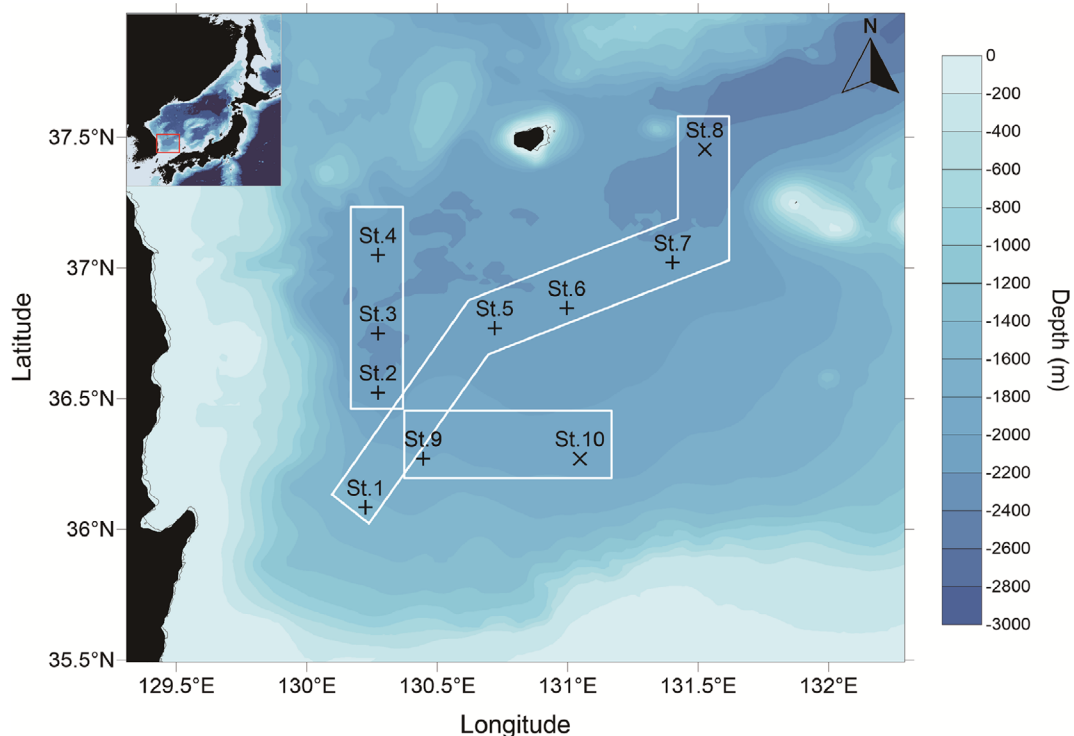 N
0
-200
-400
-600
-800
-1000
-1200
-1400
-1600
-1800
-2000
-2200
-2400
-2600
-2800
-3000
Depth (m)
37.5°N
37°N
36.5°N
36°N
35.5°N
Latitude
St.8
St.4
St.7
St.6
St.3
St.5
St.2
St.9
St.10
St.1
129.5°E
130°E
130.5°E
131°E
131.5°E
132°E
Longitude